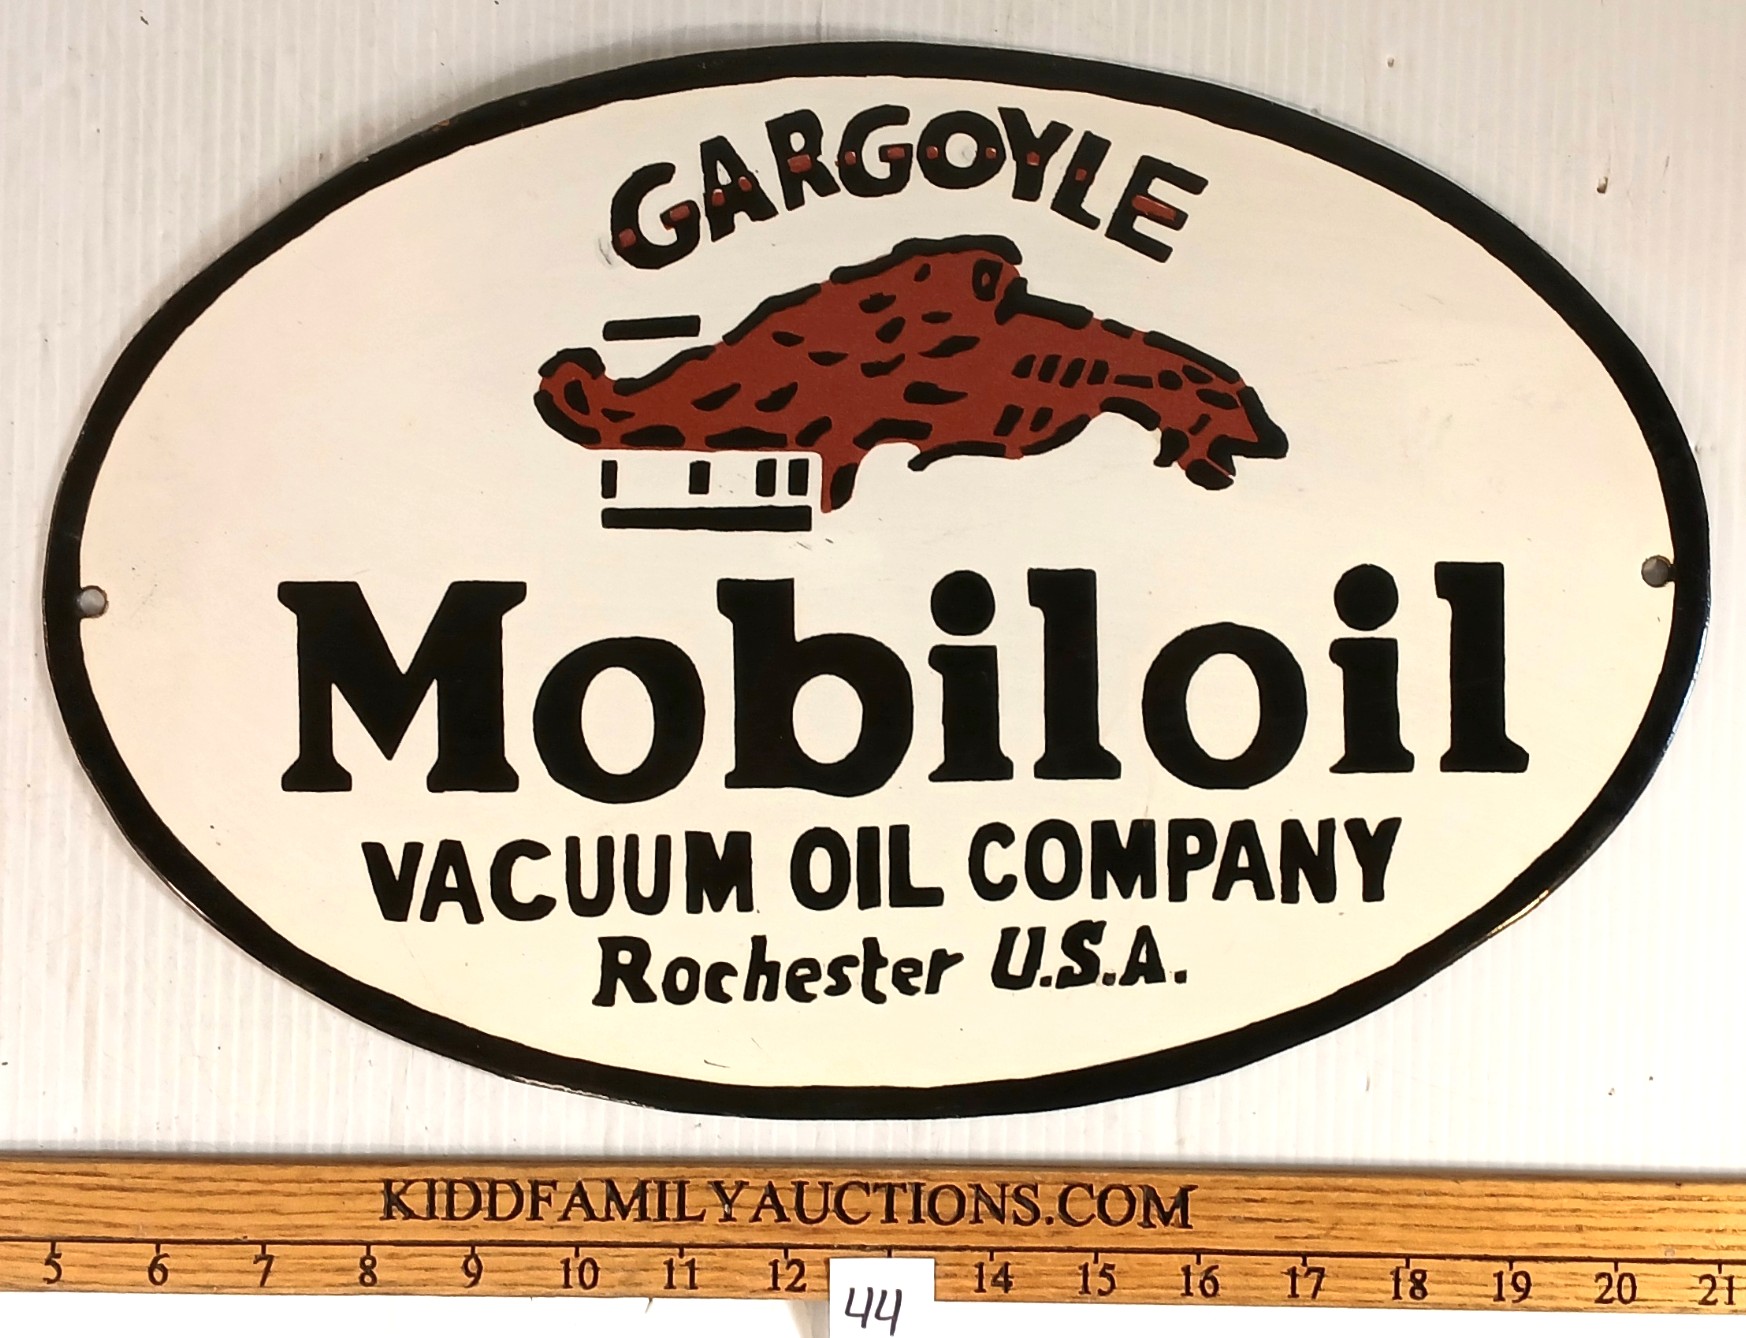 GARGOYLE
Mobiloil
VACUUM OIL COMPANY
Rochester U.S.A.
KIDDFAMILYAUCTIONS.COM
5 6 7 8 9 10 11 12 14 15 16 17 18 19 20 21
44